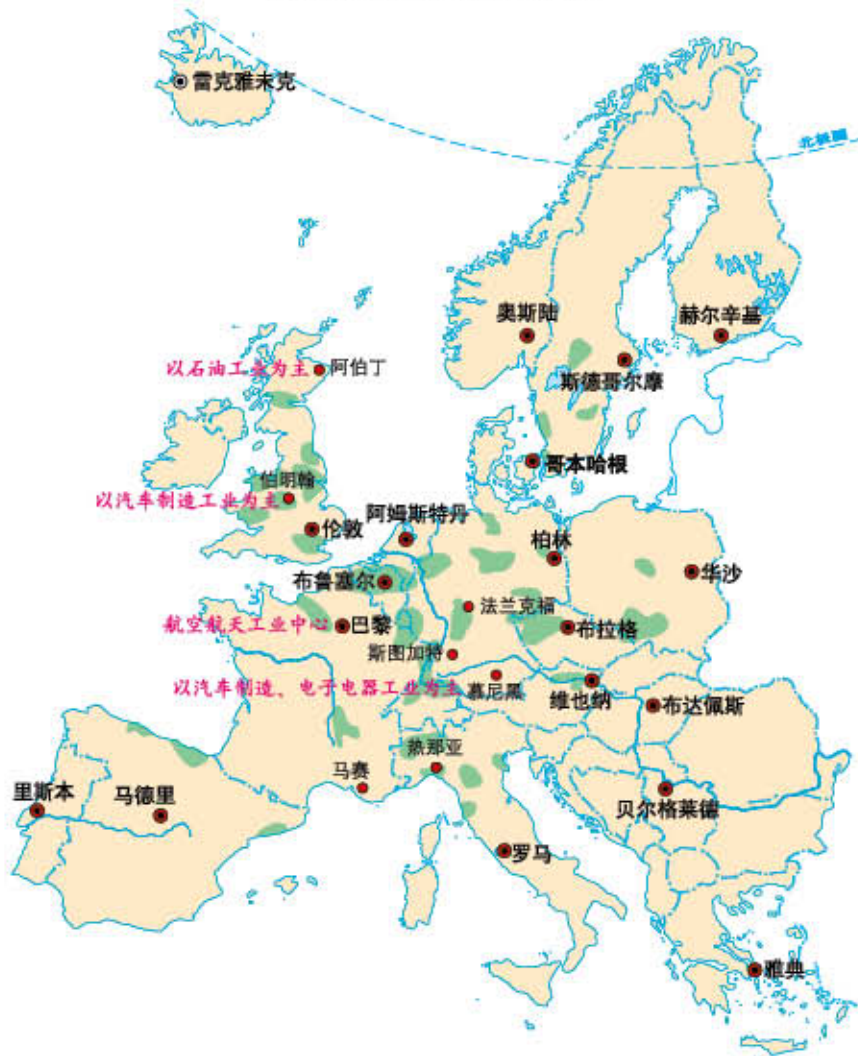 雷克雅未克
北极圈
奥斯陆
赫尔辛基
以石油工业为主
阿伯丁
斯德哥尔摩
哥本哈根
伯明翰
以汽车制造工业为主
伦敦
阿姆斯特丹
柏林
华沙
布鲁塞尔
法兰克福
航空航天工业中心
巴黎
布拉格
斯图加特
以汽车制造、电子电器工业为主
慕尼黑
维也纳
布达佩斯
热那亚
马赛
里斯本
马德里
贝尔格莱德
罗马
雅典